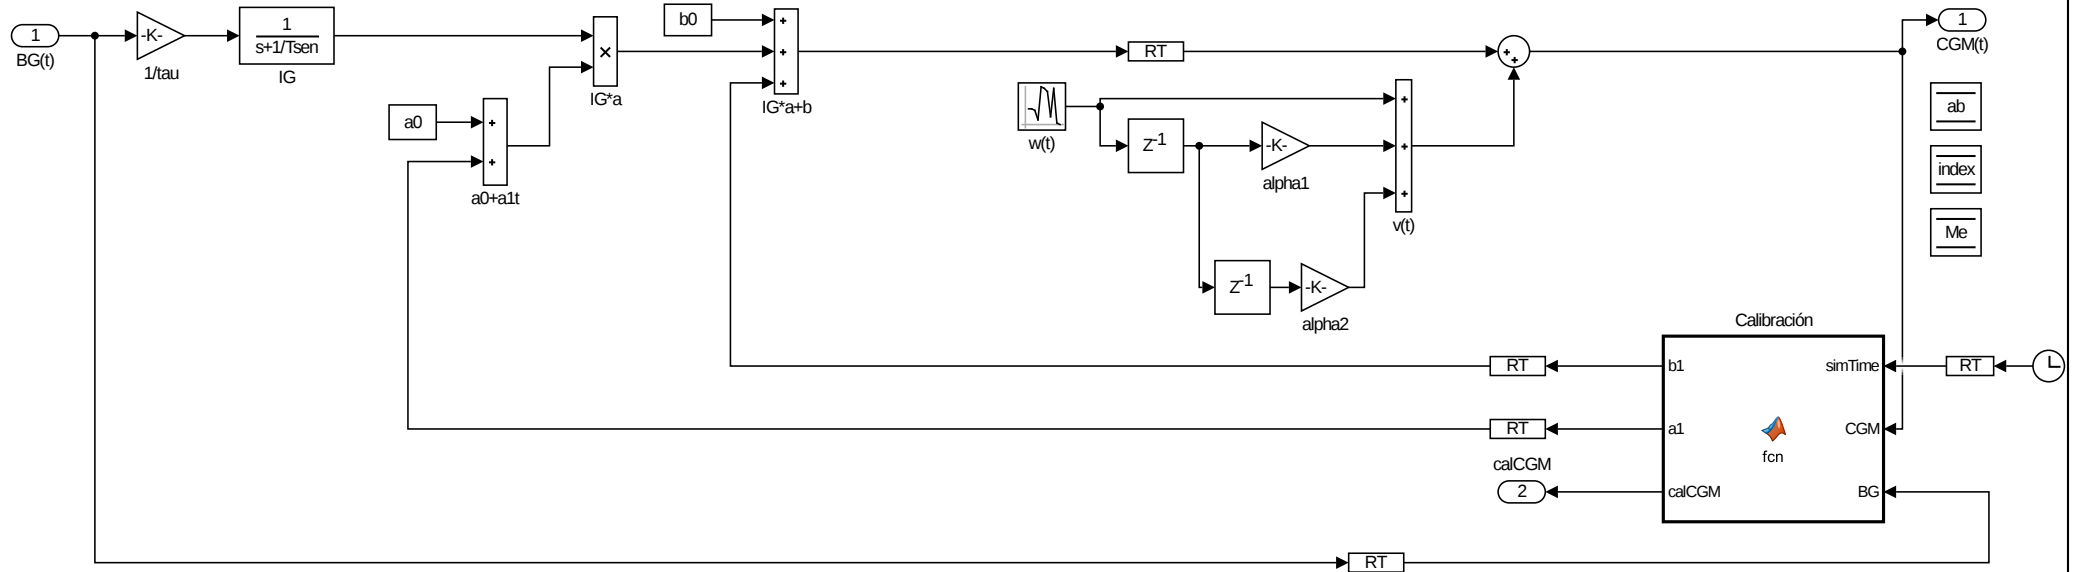 1
BG(t)
-K-
1/tau
1
s+1/Tsen
IG
×
IG*a
a0
+
+
a0+a1t
b0
+
+
+
IG*a+b
RT
w(t)
Z-1
-K-
alpha1
Z-1
-K-
alpha2
+
+
+
v(t)
+
+
1
CGM(t)
ab
index
Me
Calibración
b1
a1
calCGM
simTime
CGM
BG
fcn
RT
RT
RT
calCGM
2
RT